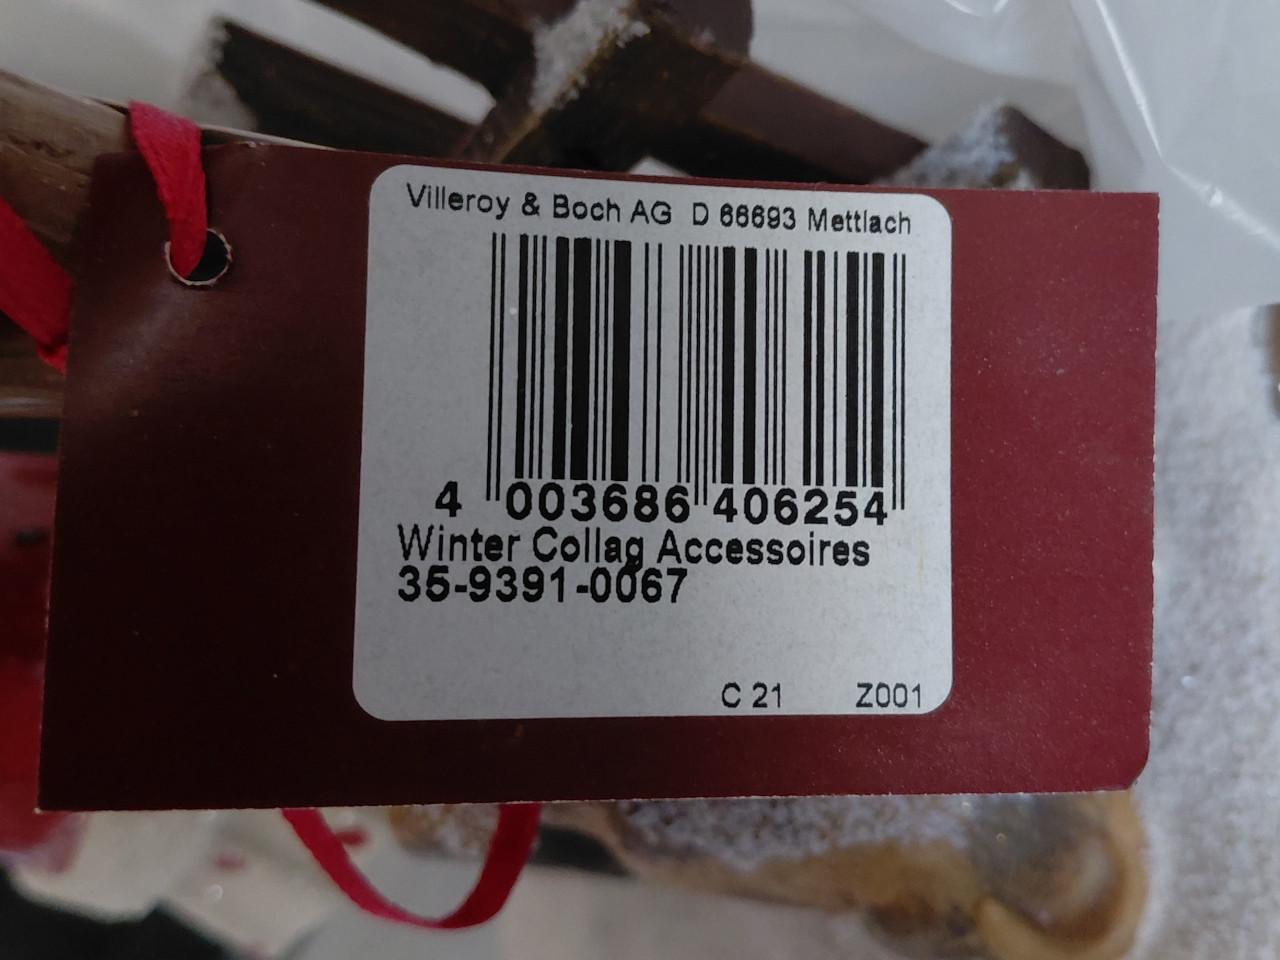 Villeroy & Boch AG D 66693 Mettlach
4 003686 406254
Winter Collag Accessoires
35-9391-0067
C 21 Z001